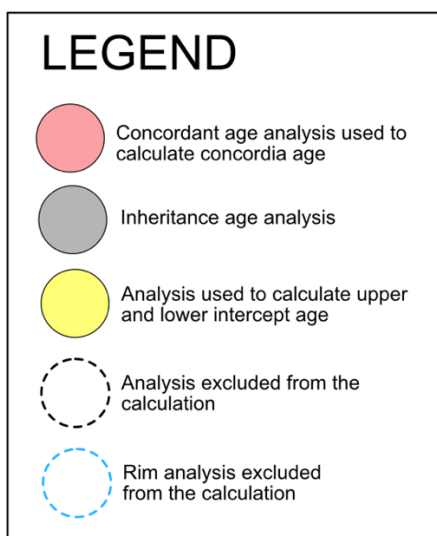 LEGEND
Concordant age analysis used to
calculate concordia age
Inheritance age analysis
Analysis used to calculate upper
and lower intercept age
Analysis excluded from the
calculation
Rim analysis excluded
from the calculation